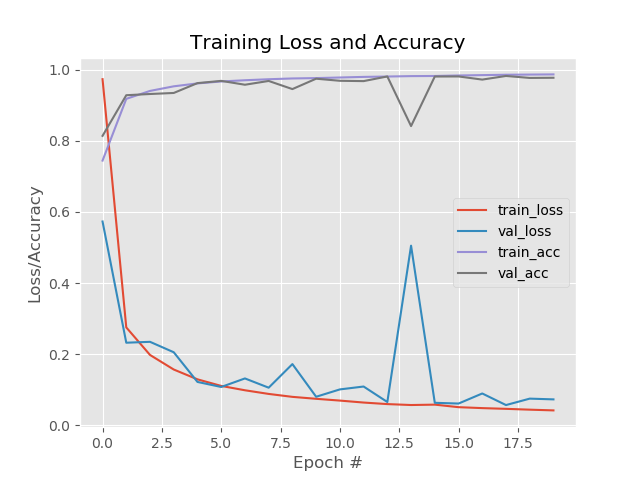 Training Loss and Accuracy
1.0
0.8
0.6
0.4
0.2
0.0
Loss/Accuracy
train_loss
val_loss
train_acc
val_acc
0.0 2.5 5.0 7.5 10.0 12.5 15.0 17.5
Epoch #